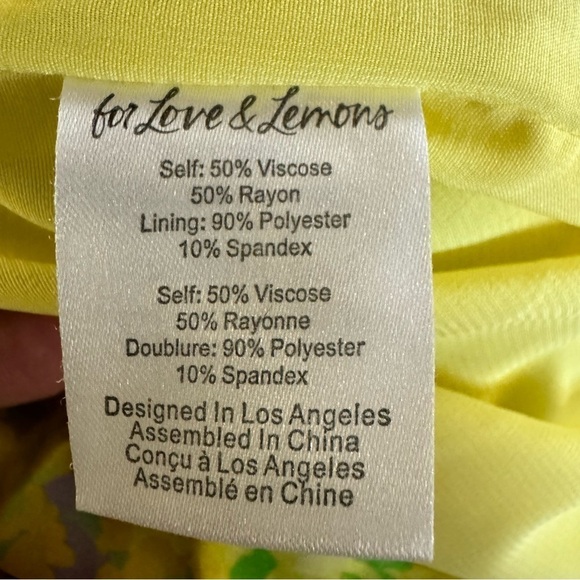 for Love & Lemons
Self: 50% Viscose
50% Rayon
Lining: 90% Polyester
10% Spandex
Self: 50% Viscose
50% Rayonne
Doublure: 90% Polyester
10% Spandex
Designed In Los Angeles
Assembled In China
Conçu à Los Angeles
Assemblé en Chine